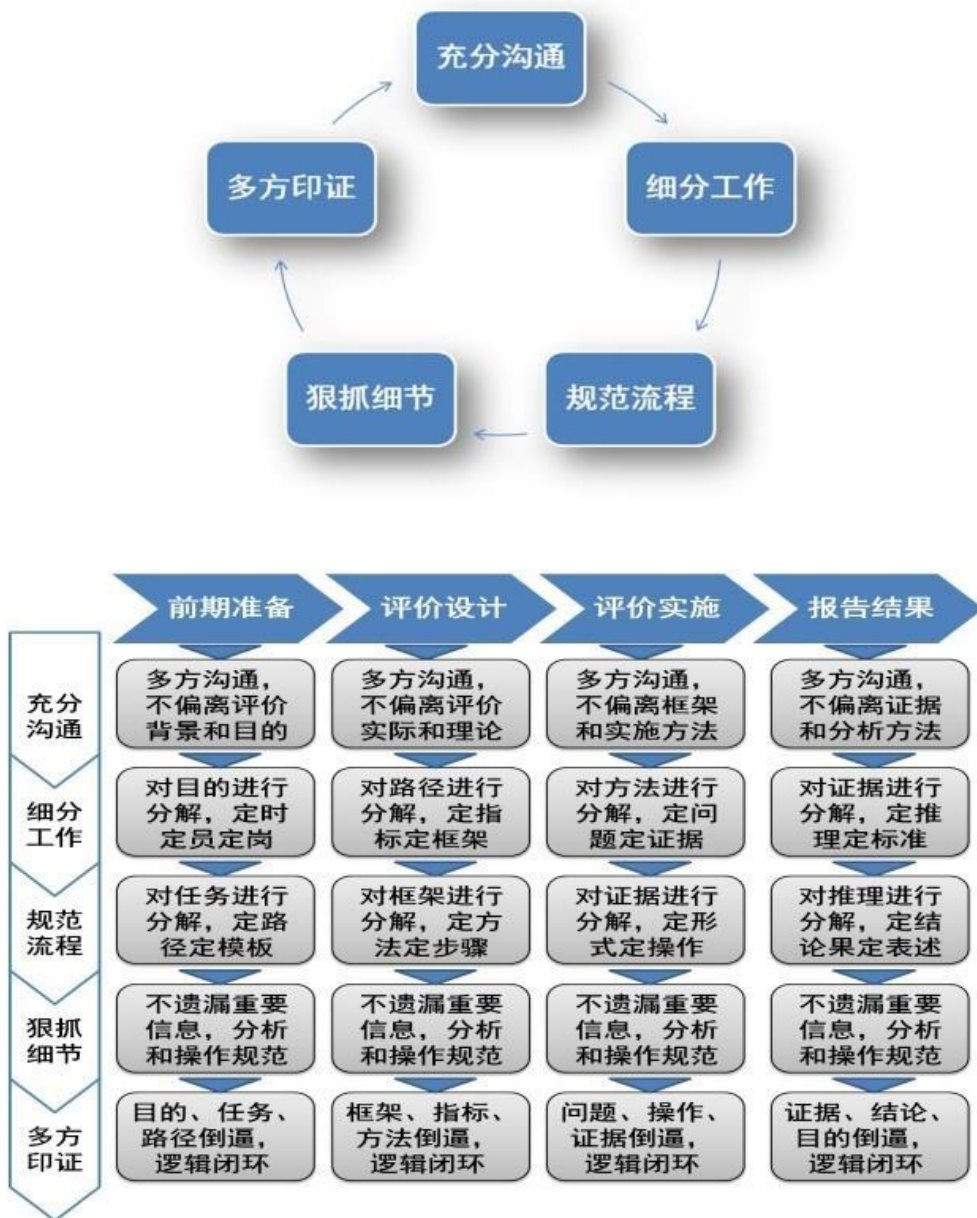 充分沟通
多方印证
细分工作
狠抓细节
规范流程
前期准备
评价设计
评价实施
报告结果
充分
沟通
多方沟通,
不偏离评价
背景和目的
多方沟通,
不偏离评价
实际和理论
多方沟通,
不偏离框架
和实施方法
多方沟通,
不偏离证据
和分析方法
细分
工作
对目的进行
分解，定时
定员定岗
对路径进行
分解，定指
标定框架
对方法进行
分解，定问
题定证据
对证据进行
分解，定推
理定标准
规范
流程
对任务进行
分解，定路
径定模板
对框架进行
分解，定方
法定步骤
对证据进行
分解，定形
式定操作
对推理进行
分解，定结
论果定表述
狠抓
细节
不遗漏重要
信息，分析
和操作规范
不遗漏重要
信息，分析
和操作规范
不遗漏重要
信息，分析
和操作规范
不遗漏重要
信息，分析
和操作规范
多方
印证
目的、任务、
路径倒逼，
逻辑闭环
框架、指标、
方法倒逼，
逻辑闭环
问题、操作、
证据倒逼，
逻辑闭环
证据、结论、
目的倒逼，
逻辑闭环